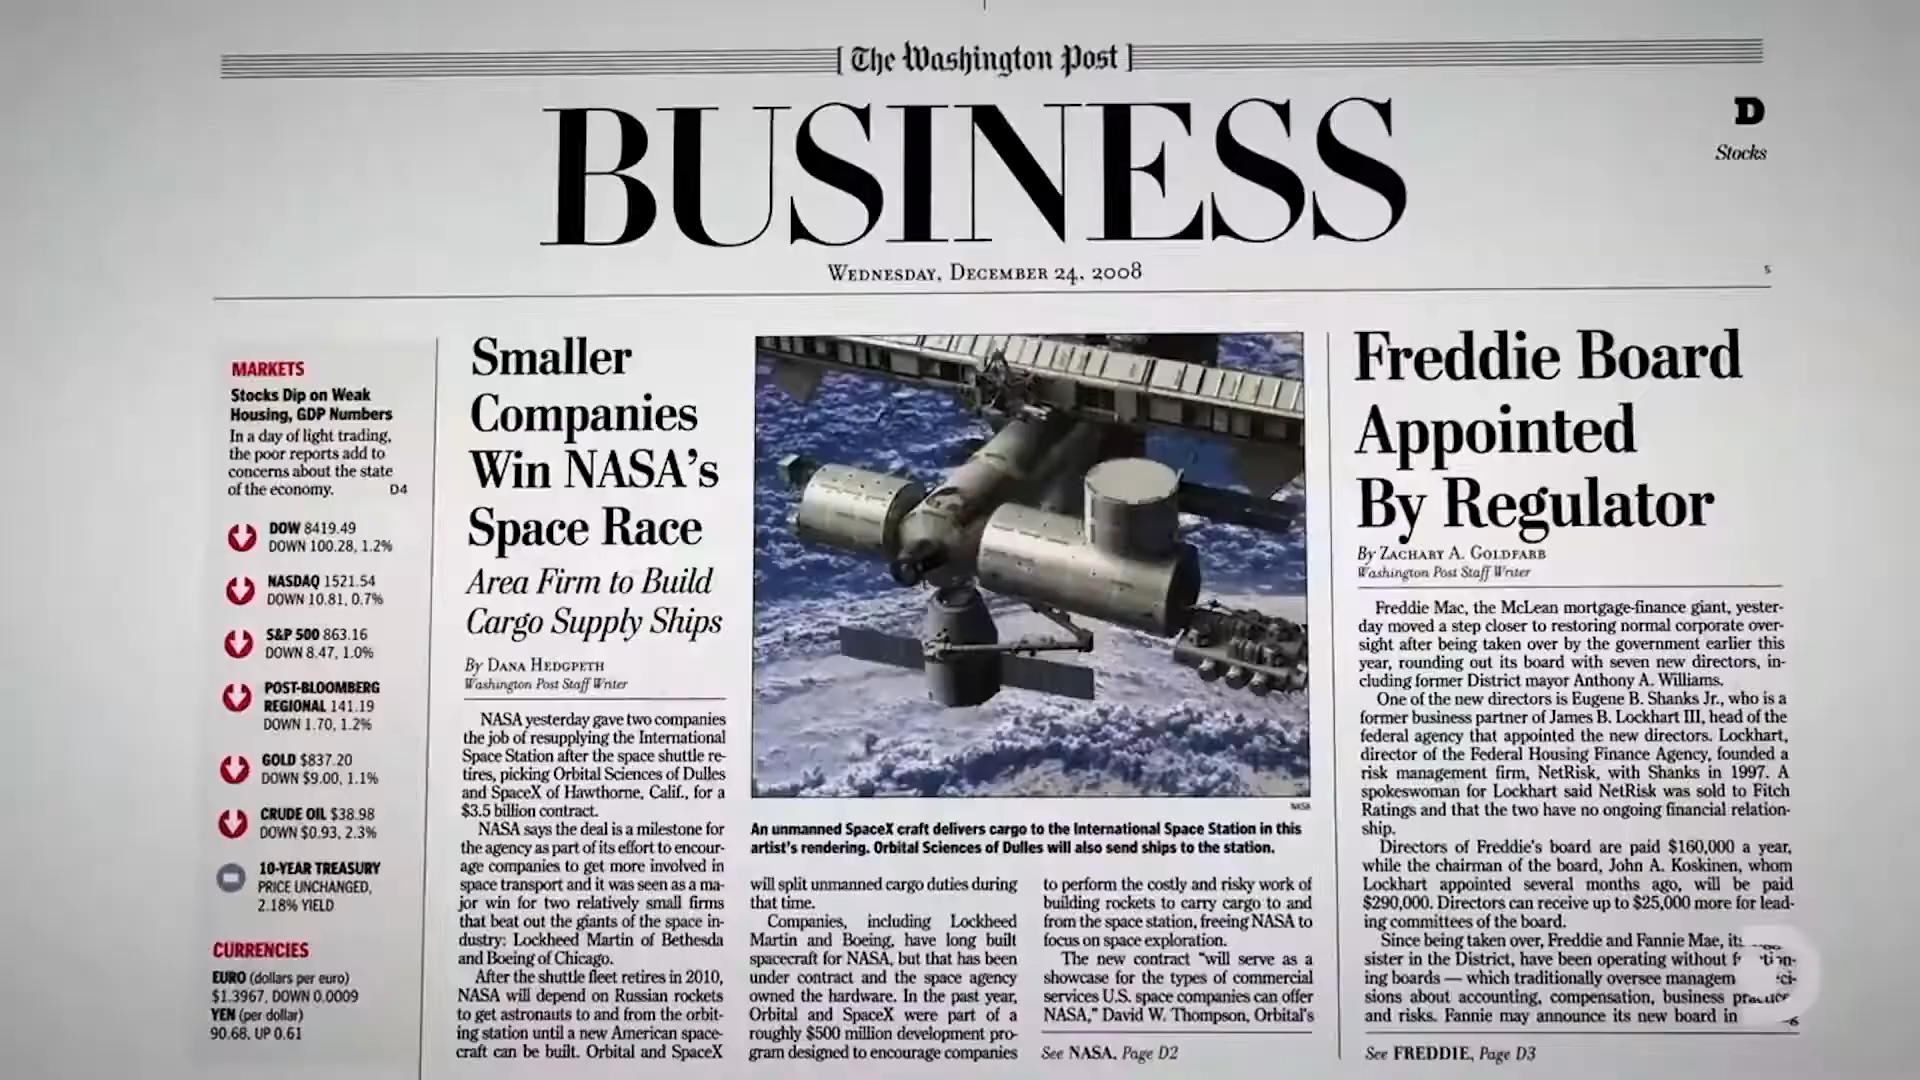 [ The Washington Post ]
BUSINESS
D
Stocks
WEDNESDAY, DECEMBER 24, 2008
S
MARKETS
Stocks Dip on Weak
Housing, GDP Numbers
In a day of light trading,
the poor reports add to
concerns about the state
of the economy. D4
DOW 8419.49
DOWN 100.28, 1.2%
NASDAQ 1521.54
DOWN 10.81, 0.7%
S&P 500 863.16
DOWN 8.47, 1.0%
POST-BLOOMBERG
REGIONAL 141.19
DOWN 1.70, 1.2%
GOLD $837.20
DOWN $9.00, 1.1%
CRUDE OIL $38.98
DOWN $0.93, 2.3%
10-YEAR TREASURY
PRICE UNCHANGED,
2.18% YIELD
CURRENCIES
EURO (dollars per euro)
$1.3967, DOWN 0.0009
YEN (per dollar)
90.68, UP 0.61
Smaller
Companies
Win NASA's
Space Race
Area Firm to Build
Cargo Supply Ships
By DANA HEDGPETH
Washington Post Staff Writer
NASA yesterday gave two companies
the job of resupplying the International
Space Station after the space shuttle re-
tires, picking Orbital Sciences of Dulles
and SpaceX of Hawthorne, Calif., for a
$3.5 billion contract.
NASA says the deal is a milestone for
the agency as part of its effort to encour-
age companies to get more involved in
space transport and it was seen as a ma-
jor win for two relatively small firms
that beat out the giants of the space in-
dustry: Lockheed Martin of Bethesda
and Boeing of Chicago.
After the shuttle fleet retires in 2010,
NASA will depend on Russian rockets
to get astronauts to and from the orbit-
ing station until a new American space-
craft can be built. Orbital and SpaceX
NASA
An unmanned SpaceX craft delivers cargo to the International Space Station in this
artist's rendering. Orbital Sciences of Dulles will also send ships to the station.
will split unmanned cargo duties during
that time.
Companies, including Lockheed
Martin and Boeing, have long built
spacecraft for NASA, but that has been
under contract and the space agency
owned the hardware. In the past year,
Orbital and SpaceX were part of a
roughly $500 million development pro-
gram designed to encourage companies
to perform the costly and risky work of
building rockets to carry cargo to and
from the space station, freeing NASA to
focus on space exploration.
The new contract "will serve as a
showcase for the types of commercial
services U.S. space companies can offer
NASA," David W. Thompson, Orbital's
See NASA, Page D2
Freddie Board
Appointed
By Regulator
By ZACHARY A. GOLDFARB
Washington Post Staff Writer
Freddie Mac, the McLean mortgage-finance giant, yester-
day moved a step closer to restoring normal corporate over-
sight after being taken over by the government earlier this
year, rounding out its board with seven new directors, in-
cluding former District mayor Anthony A. Williams.
One of the new directors is Eugene B. Shanks Jr., who is a
former business partner of James B. Lockhart III, head of the
federal agency that appointed the new directors. Lockhart,
director of the Federal Housing Finance Agency, founded a
risk management firm, NetRisk, with Shanks in 1997. A
spokeswoman for Lockhart said NetRisk was sold to Fitch
Ratings and that the two have no ongoing financial relation-
ship.
Directors of Freddie's board are paid $160,000 a year,
while the chairman of the board, John A. Koskinen, whom
Lockhart appointed several months ago, will be paid
$290,000. Directors can receive up to $25,000 more for lead-
ing committees of the board.
Since being taken over, Freddie and Fannie Mae, its
sister in the District, have been operating without
ing boards — which traditionally oversee
sions about accounting, compensation, business practice
and risks. Fannie may announce its new board in
See FREDDIE, Page D3